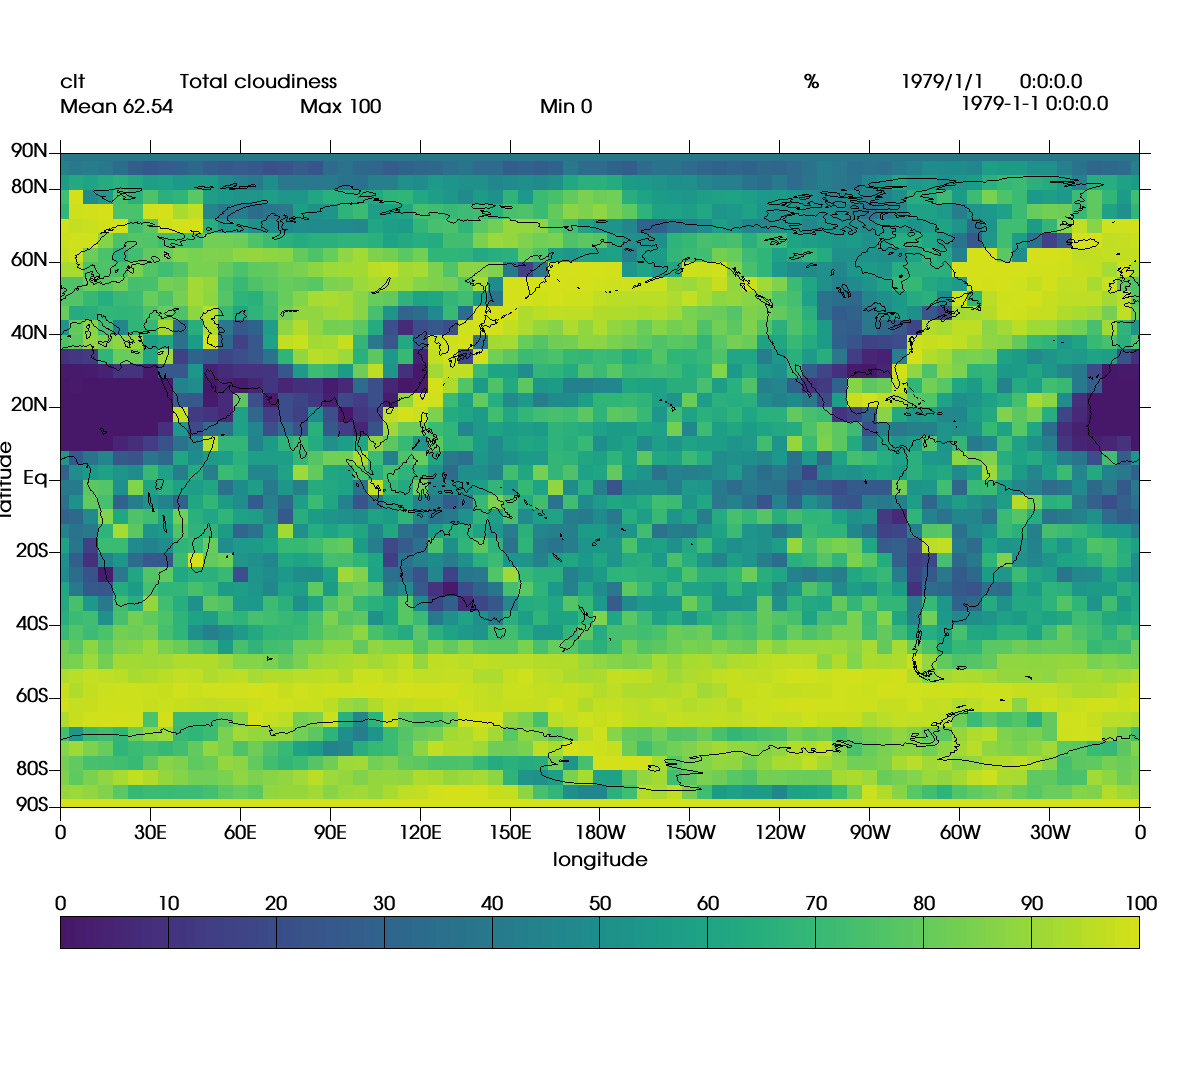 clt Total cloudiness % 1979/1/1 0:0:0.0
Mean 62.54 Max 100 Min 0 1979-1-1 0:0:0.0
90N
80N
60N
40N
20N
Eq
20S
40S
60S
80S
90S
latitude
0 30E 60E 90E 120E 150E 180W 150W 120W 90W 60W 30W 0
longitude
0 10 20 30 40 50 60 70 80 90 100